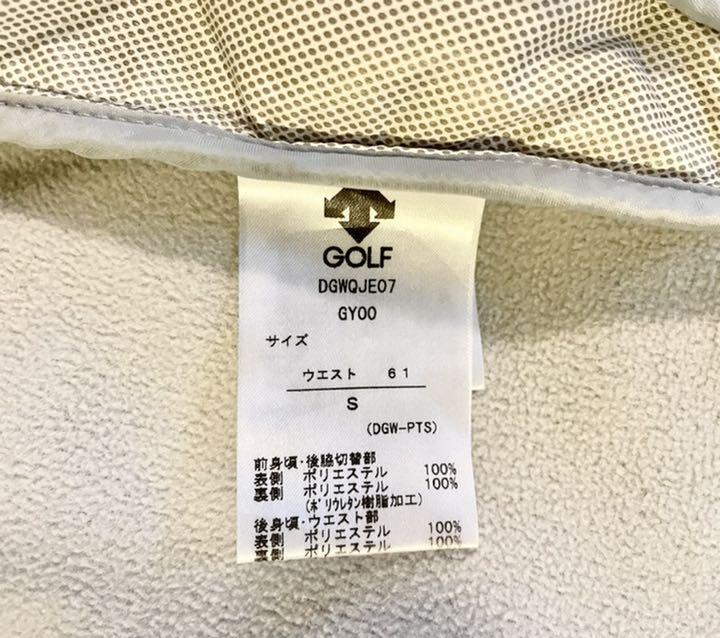 GOLF
DGWQJE07
GY00
サイズ
ウエスト 61
S
(DGW-PTS)
前身頃・後脇切替部
表側 ポリエステル 100%
裏側 ポリエステル 100%
(ポリウレタン樹脂加工)
後身頃・ウエスト部
表側 ポリエステル 100%
裏側 ポリエステル 100%